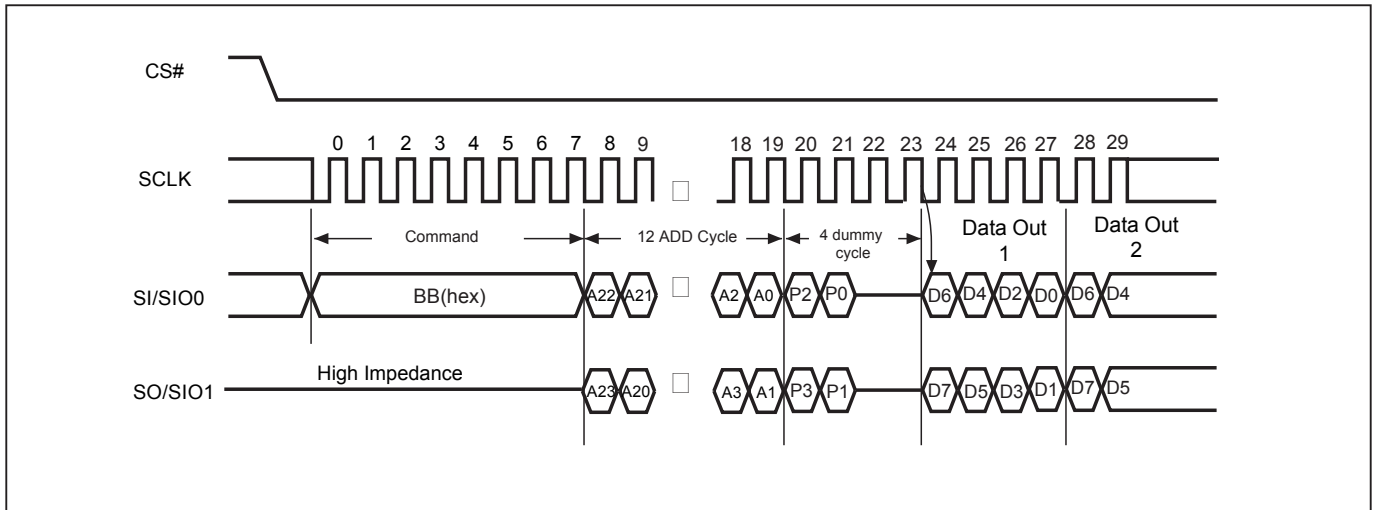 CS#
0 1 2 3 4 5 6 7 8 9 18 19 20 21 22 23 24 25 26 27 28 29
SCLK
Command
12 ADD Cycle
4 dummy
cycle
Data Out
1
Data Out
2
SI/SIO0
BB(hex)
A22 A21 A2 A0 P2 P0 D6 D4 D2 D0 D6 D4
High Impedance
SO/SIO1
A23 A20 A3 A1 P3 P1 D7 D5 D3 D1 D7 D5